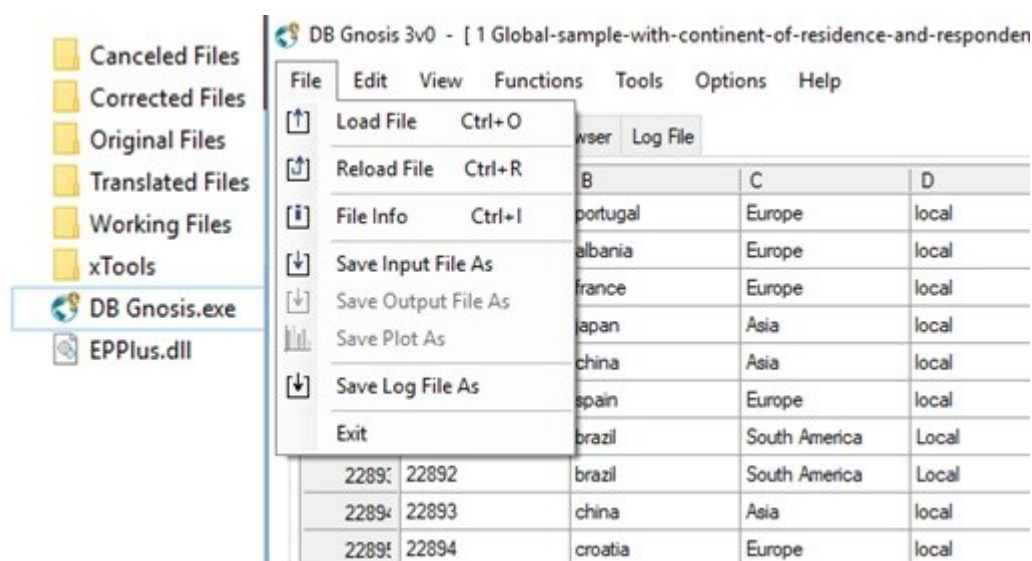 Canceled Files
Corrected Files
Original Files
Translated Files
Working Files
xTools
DB Gnosis.exe
EPPlus.dll
DB Gnosis 3v0 - [ 1 Global-sample-with-continent-of-residence-and-responden
File Edit View Functions Tools Options Help
Load File Ctrl+O
Reload File Ctrl+R
File Info Ctrl+I
Save Input File As
Save Output File As
Save Plot As
Save Log File As
Exit
wser Log File
B C D
portugal Europe local
albania Europe local
france Europe local
japan Asia local
china Asia local
spain Europe local
brazil South America Local
22892 brazil South America Local
22893 china Asia local
22894 croatia Europe local